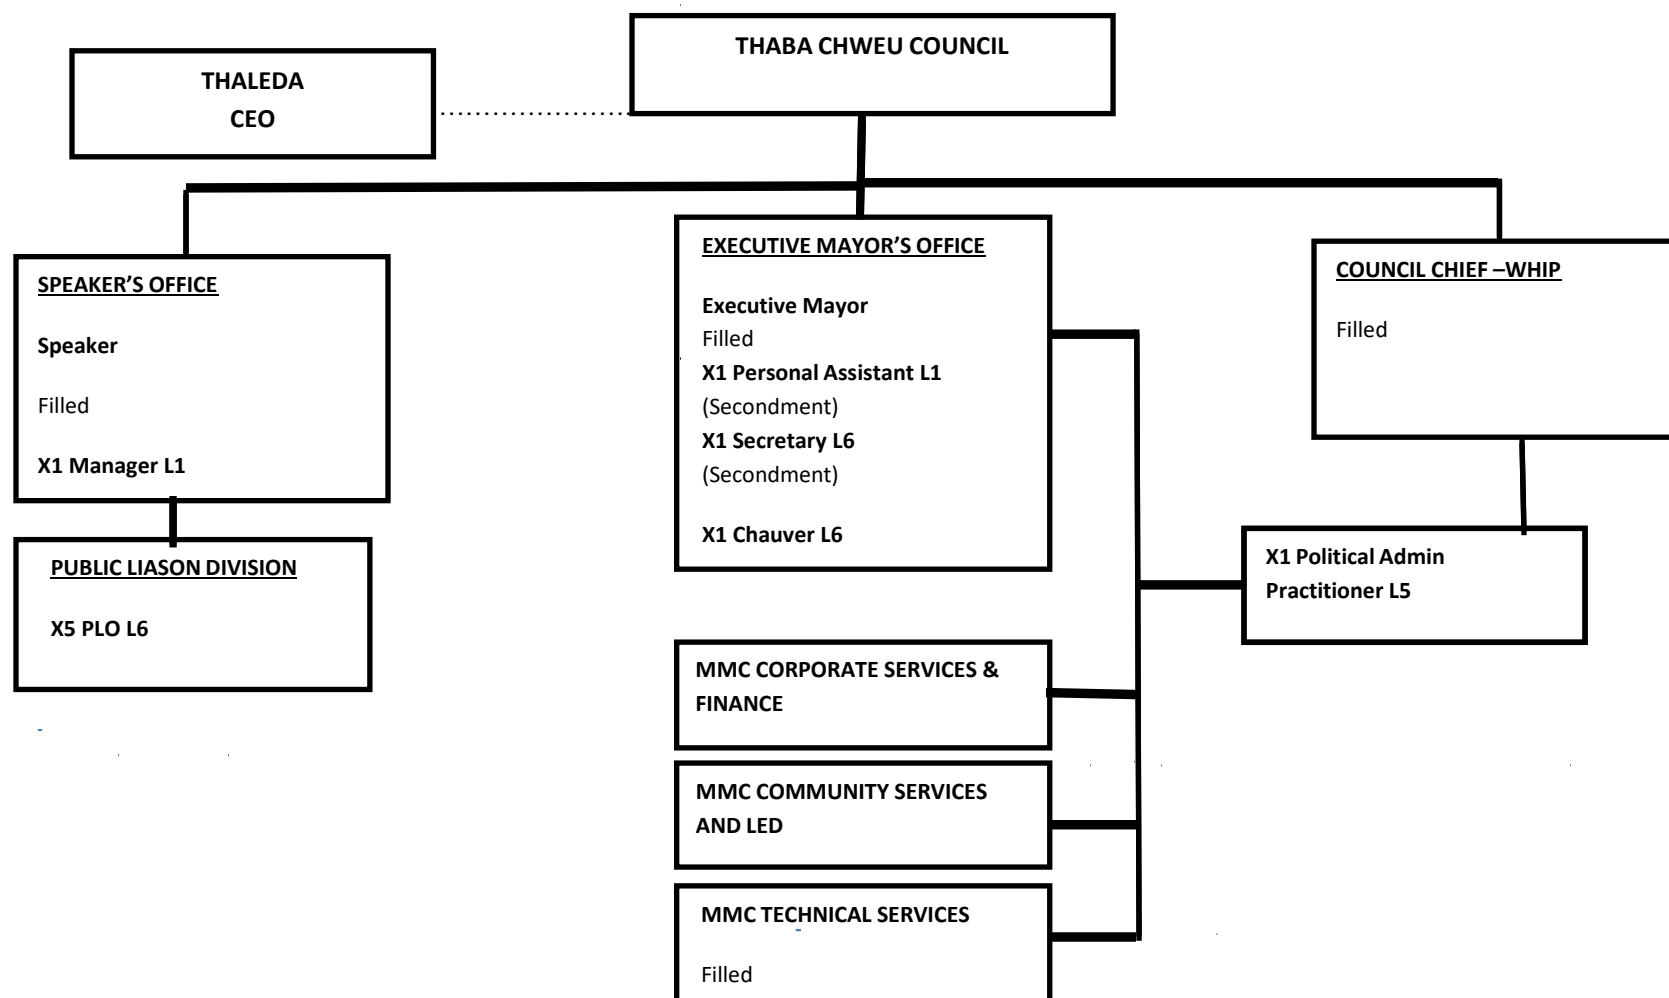 THABA CHWEU COUNCIL
THALEDA
CEO
SPEAKER’S OFFICE
Speaker
Filled
X1 Manager L1
PUBLIC LIASON DIVISION
X5 PLO L6
EXECUTIVE MAYOR’S OFFICE
Executive Mayor
Filled
X1 Personal Assistant L1
(Secondment)
X1 Secretary L6
(Secondment)
X1 Chauver L6
COUNCIL CHIEF –WHIP
Filled
X1 Political Admin
Practitioner L5
MMC CORPORATE SERVICES &
FINANCE
MMC COMMUNITY SERVICES
AND LED
MMC TECHNICAL SERVICES
Filled